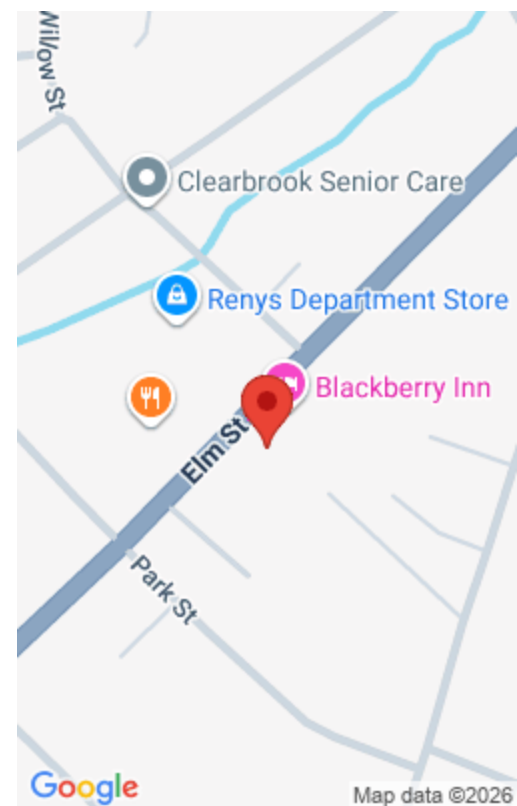 Willow St
Clearbrook Senior Care
Renys Department Store
Blackberry Inn
Elm St
Park St
Google
Map data ©2026